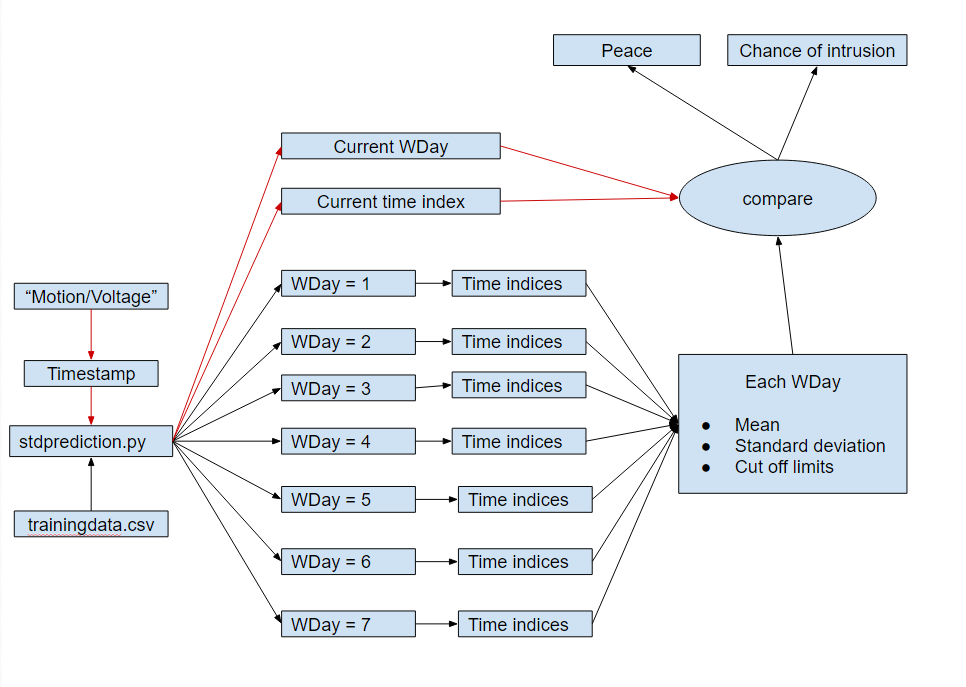 Peace
Chance of intrusion
Current WDay
Current time index
compare
“Motion/Voltage”
Timestamp
stdprediction.py
trainingdata.csv
WDay = 1
Time indices
WDay = 2
Time indices
WDay = 3
Time indices
WDay = 4
Time indices
WDay = 5
Time indices
WDay = 6
Time indices
WDay = 7
Time indices
Each WDay
● Mean
● Standard deviation
● Cut off limits